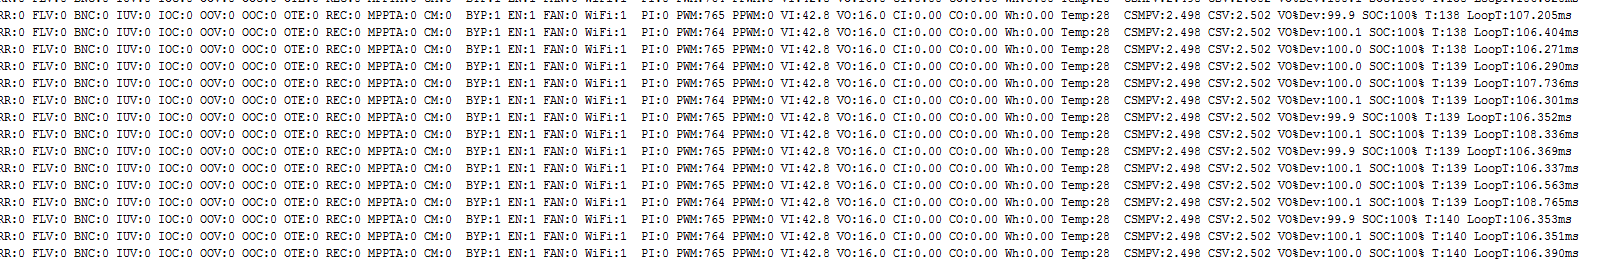 RR:0 FLV:0 BNC:0 IUV:0 IOC:0 OOV:0 OOC:0 OTE:0 REC:0 MPPTA:0 CM:0  BYP:1 EN:1 FAN:0 WiFi:1  PI:0 PWM:765 PPWM:0 VI:42.8 VO:16.0 CI:0.00 CO:0.00 Wh:0.00 Temp:28  CSMPV:2.498 CSV:2.502 VO%Dev:99.9 SOC:100% T:138 LoopT:107.205ms
RR:0 FLV:0 BNC:0 IUV:0 IOC:0 OOV:0 OOC:0 OTE:0 REC:0 MPPTA:0 CM:0  BYP:1 EN:1 FAN:0 WiFi:1  PI:0 PWM:764 PPWM:0 VI:42.8 VO:16.0 CI:0.00 CO:0.00 Wh:0.00 Temp:28  CSMPV:2.498 CSV:2.502 VO%Dev:100.1 SOC:100% T:138 LoopT:106.404ms
RR:0 FLV:0 BNC:0 IUV:0 IOC:0 OOV:0 OOC:0 OTE:0 REC:0 MPPTA:0 CM:0  BYP:1 EN:1 FAN:0 WiFi:1  PI:0 PWM:765 PPWM:0 VI:42.8 VO:16.0 CI:0.00 CO:0.00 Wh:0.00 Temp:28  CSMPV:2.498 CSV:2.502 VO%Dev:100.0 SOC:100% T:138 LoopT:106.271ms
RR:0 FLV:0 BNC:0 IUV:0 IOC:0 OOV:0 OOC:0 OTE:0 REC:0 MPPTA:0 CM:0  BYP:1 EN:1 FAN:0 WiFi:1  PI:0 PWM:764 PPWM:0 VI:42.8 VO:16.0 CI:0.00 CO:0.00 Wh:0.00 Temp:28  CSMPV:2.498 CSV:2.502 VO%Dev:100.0 SOC:100% T:139 LoopT:106.290ms
RR:0 FLV:0 BNC:0 IUV:0 IOC:0 OOV:0 OOC:0 OTE:0 REC:0 MPPTA:0 CM:0  BYP:1 EN:1 FAN:0 WiFi:1  PI:0 PWM:765 PPWM:0 VI:42.8 VO:16.0 CI:0.00 CO:0.00 Wh:0.00 Temp:28  CSMPV:2.498 CSV:2.502 VO%Dev:100.0 SOC:100% T:139 LoopT:107.736ms
RR:0 FLV:0 BNC:0 IUV:0 IOC:0 OOV:0 OOC:0 OTE:0 REC:0 MPPTA:0 CM:0  BYP:1 EN:1 FAN:0 WiFi:1  PI:0 PWM:764 PPWM:0 VI:42.8 VO:16.0 CI:0.00 CO:0.00 Wh:0.00 Temp:28  CSMPV:2.498 CSV:2.502 VO%Dev:100.1 SOC:100% T:139 LoopT:106.301ms
RR:0 FLV:0 BNC:0 IUV:0 IOC:0 OOV:0 OOC:0 OTE:0 REC:0 MPPTA:0 CM:0  BYP:1 EN:1 FAN:0 WiFi:1  PI:0 PWM:765 PPWM:0 VI:42.8 VO:16.0 CI:0.00 CO:0.00 Wh:0.00 Temp:28  CSMPV:2.498 CSV:2.502 VO%Dev:99.9 SOC:100% T:139 LoopT:106.352ms
RR:0 FLV:0 BNC:0 IUV:0 IOC:0 OOV:0 OOC:0 OTE:0 REC:0 MPPTA:0 CM:0  BYP:1 EN:1 FAN:0 WiFi:1  PI:0 PWM:764 PPWM:0 VI:42.8 VO:16.0 CI:0.00 CO:0.00 Wh:0.00 Temp:28  CSMPV:2.498 CSV:2.502 VO%Dev:100.1 SOC:100% T:139 LoopT:108.336ms
RR:0 FLV:0 BNC:0 IUV:0 IOC:0 OOV:0 OOC:0 OTE:0 REC:0 MPPTA:0 CM:0  BYP:1 EN:1 FAN:0 WiFi:1  PI:0 PWM:765 PPWM:0 VI:42.8 VO:16.0 CI:0.00 CO:0.00 Wh:0.00 Temp:28  CSMPV:2.498 CSV:2.502 VO%Dev:99.9 SOC:100% T:139 LoopT:106.369ms
RR:0 FLV:0 BNC:0 IUV:0 IOC:0 OOV:0 OOC:0 OTE:0 REC:0 MPPTA:0 CM:0  BYP:1 EN:1 FAN:0 WiFi:1  PI:0 PWM:764 PPWM:0 VI:42.8 VO:16.0 CI:0.00 CO:0.00 Wh:0.00 Temp:28  CSMPV:2.498 CSV:2.502 VO%Dev:100.1 SOC:100% T:139 LoopT:106.337ms
RR:0 FLV:0 BNC:0 IUV:0 IOC:0 OOV:0 OOC:0 OTE:0 REC:0 MPPTA:0 CM:0  BYP:1 EN:1 FAN:0 WiFi:1  PI:0 PWM:765 PPWM:0 VI:42.8 VO:16.0 CI:0.00 CO:0.00 Wh:0.00 Temp:28  CSMPV:2.498 CSV:2.502 VO%Dev:100.0 SOC:100% T:139 LoopT:106.563ms
RR:0 FLV:0 BNC:0 IUV:0 IOC:0 OOV:0 OOC:0 OTE:0 REC:0 MPPTA:0 CM:0  BYP:1 EN:1 FAN:0 WiFi:1  PI:0 PWM:764 PPWM:0 VI:42.8 VO:16.0 CI:0.00 CO:0.00 Wh:0.00 Temp:28  CSMPV:2.498 CSV:2.502 VO%Dev:100.1 SOC:100% T:139 LoopT:108.765ms
RR:0 FLV:0 BNC:0 IUV:0 IOC:0 OOV:0 OOC:0 OTE:0 REC:0 MPPTA:0 CM:0  BYP:1 EN:1 FAN:0 WiFi:1  PI:0 PWM:765 PPWM:0 VI:42.8 VO:16.0 CI:0.00 CO:0.00 Wh:0.00 Temp:28  CSMPV:2.498 CSV:2.502 VO%Dev:99.9 SOC:100% T:140 LoopT:106.353ms
RR:0 FLV:0 BNC:0 IUV:0 IOC:0 OOV:0 OOC:0 OTE:0 REC:0 MPPTA:0 CM:0  BYP:1 EN:1 FAN:0 WiFi:1  PI:0 PWM:764 PPWM:0 VI:42.8 VO:16.0 CI:0.00 CO:0.00 Wh:0.00 Temp:28  CSMPV:2.498 CSV:2.502 VO%Dev:100.1 SOC:100% T:140 LoopT:106.351ms
RR:0 FLV:0 BNC:0 IUV:0 IOC:0 OOV:0 OOC:0 OTE:0 REC:0 MPPTA:0 CM:0  BYP:1 EN:1 FAN:0 WiFi:1  PI:0 PWM:765 PPWM:0 VI:42.8 VO:16.0 CI:0.00 CO:0.00 Wh:0.00 Temp:28  CSMPV:2.498 CSV:2.502 VO%Dev:100.0 SOC:100% T:140 LoopT:106.390ms